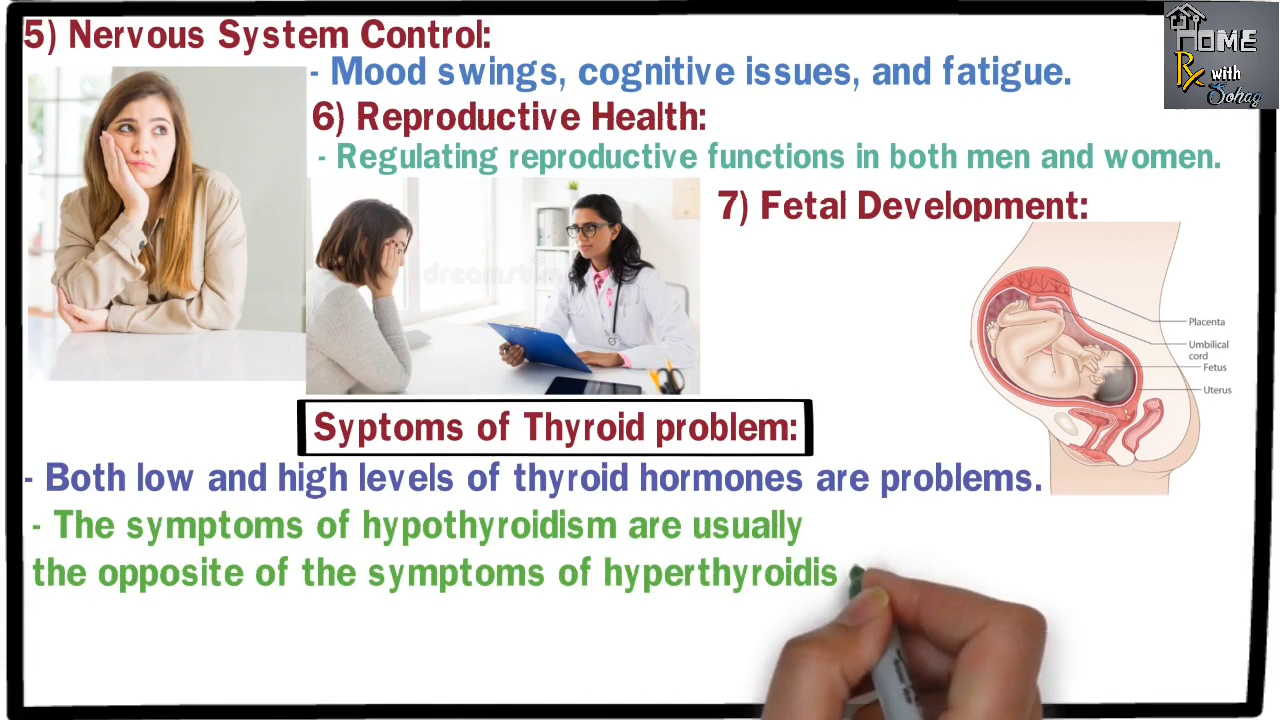 5) Nervous System Control:
- Mood swings, cognitive issues, and fatigue.
6) Reproductive Health:
- Regulating reproductive functions in both men and women.
7) Fetal Development:
HOME
Rx with
Sohag
dreamstime
Placenta
Umbilical
cord
Fetus
Uterus
Syptoms of Thyroid problem:
- Both low and high levels of thyroid hormones are problems.
- The symptoms of hypothyroidism are usually
the opposite of the symptoms of hyperthyroidis